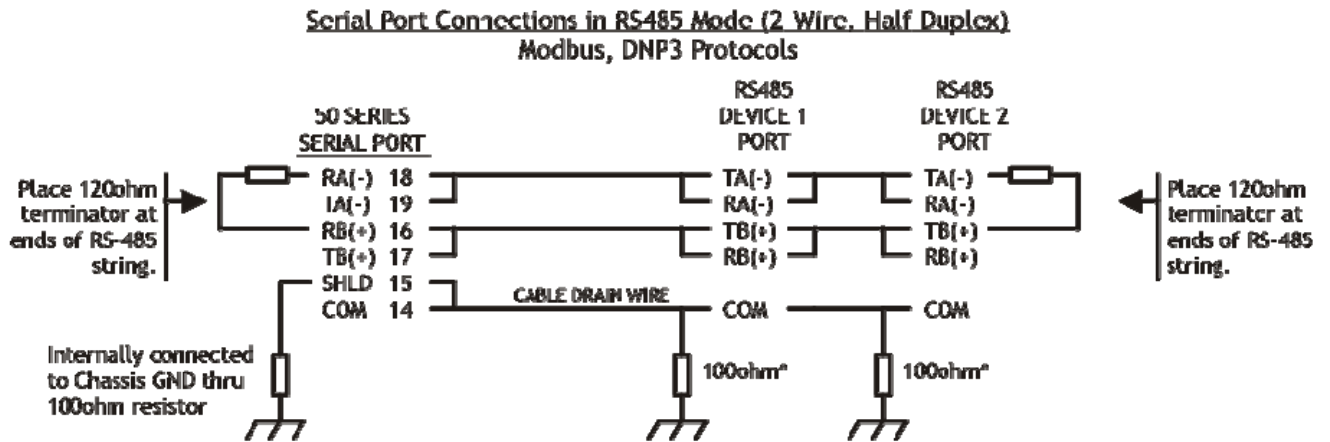 Serial Port Connections in RS485 Mode (2 Wire, Half Duplex)
Modbus, DNP3 Protocols
50 SERIES
SERIAL PORT
RS485
DEVICE 1
PORT
RS485
DEVICE 2
PORT
Place 120ohm
terminator at
ends of RS-485
string.
RA(-) 18
TA(-) 19
RB(+) 16
TB(+) 17
SHLD 15
COM 14
CABLE DRAIN WIRE
TA(-)
RA(-)
TB(+)
RB(+)
COM
TA(-)
RA(-)
TB(+)
RB(+)
COM
Place 120ohm
terminator at
ends of RS-485
string.
Internally connected
to Chassis GND thru
100ohm resistor
100ohm*
100ohm*